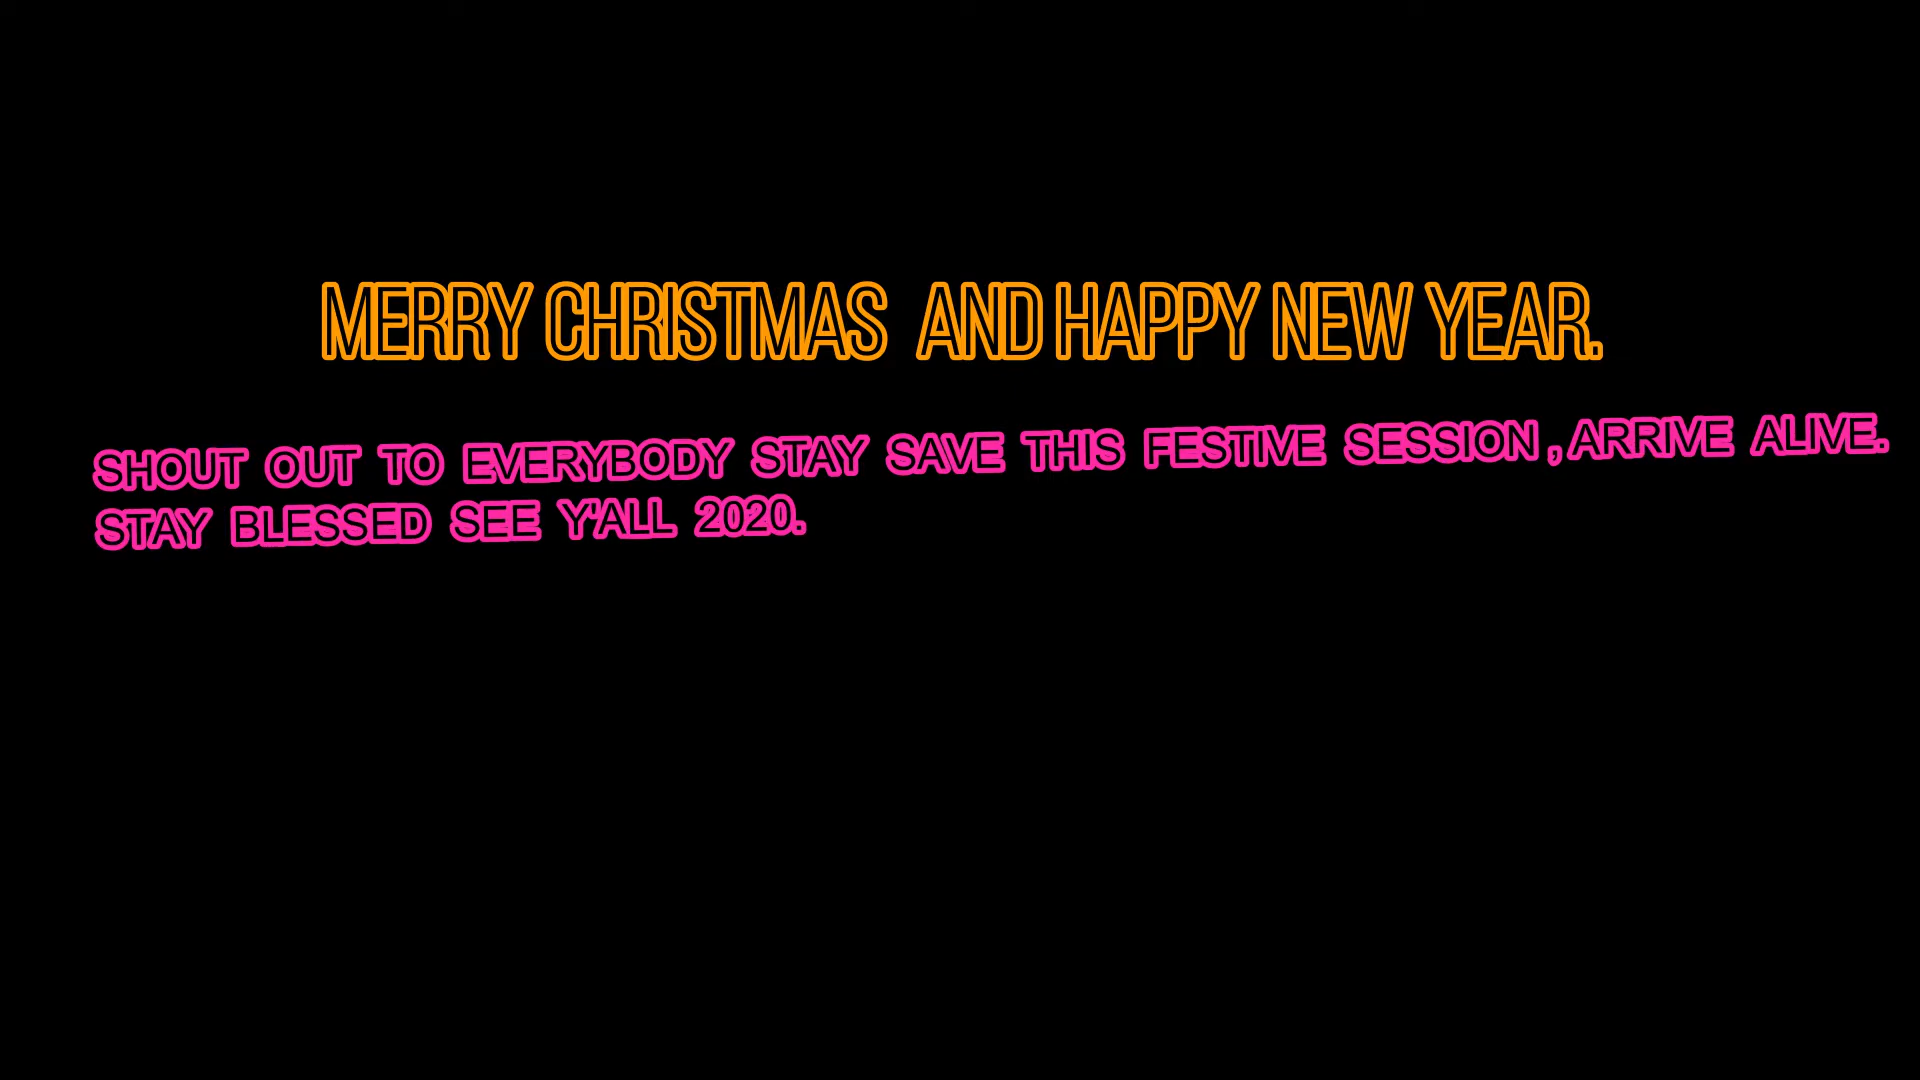 MERRY CHRISTMAS AND HAPPY NEW YEAR.
SHOUT OUT TO EVERYBODY STAY SAVE THIS FESTIVE SESSION , ARRIVE ALIVE.
STAY BLESSED SEE Y'ALL 2020.